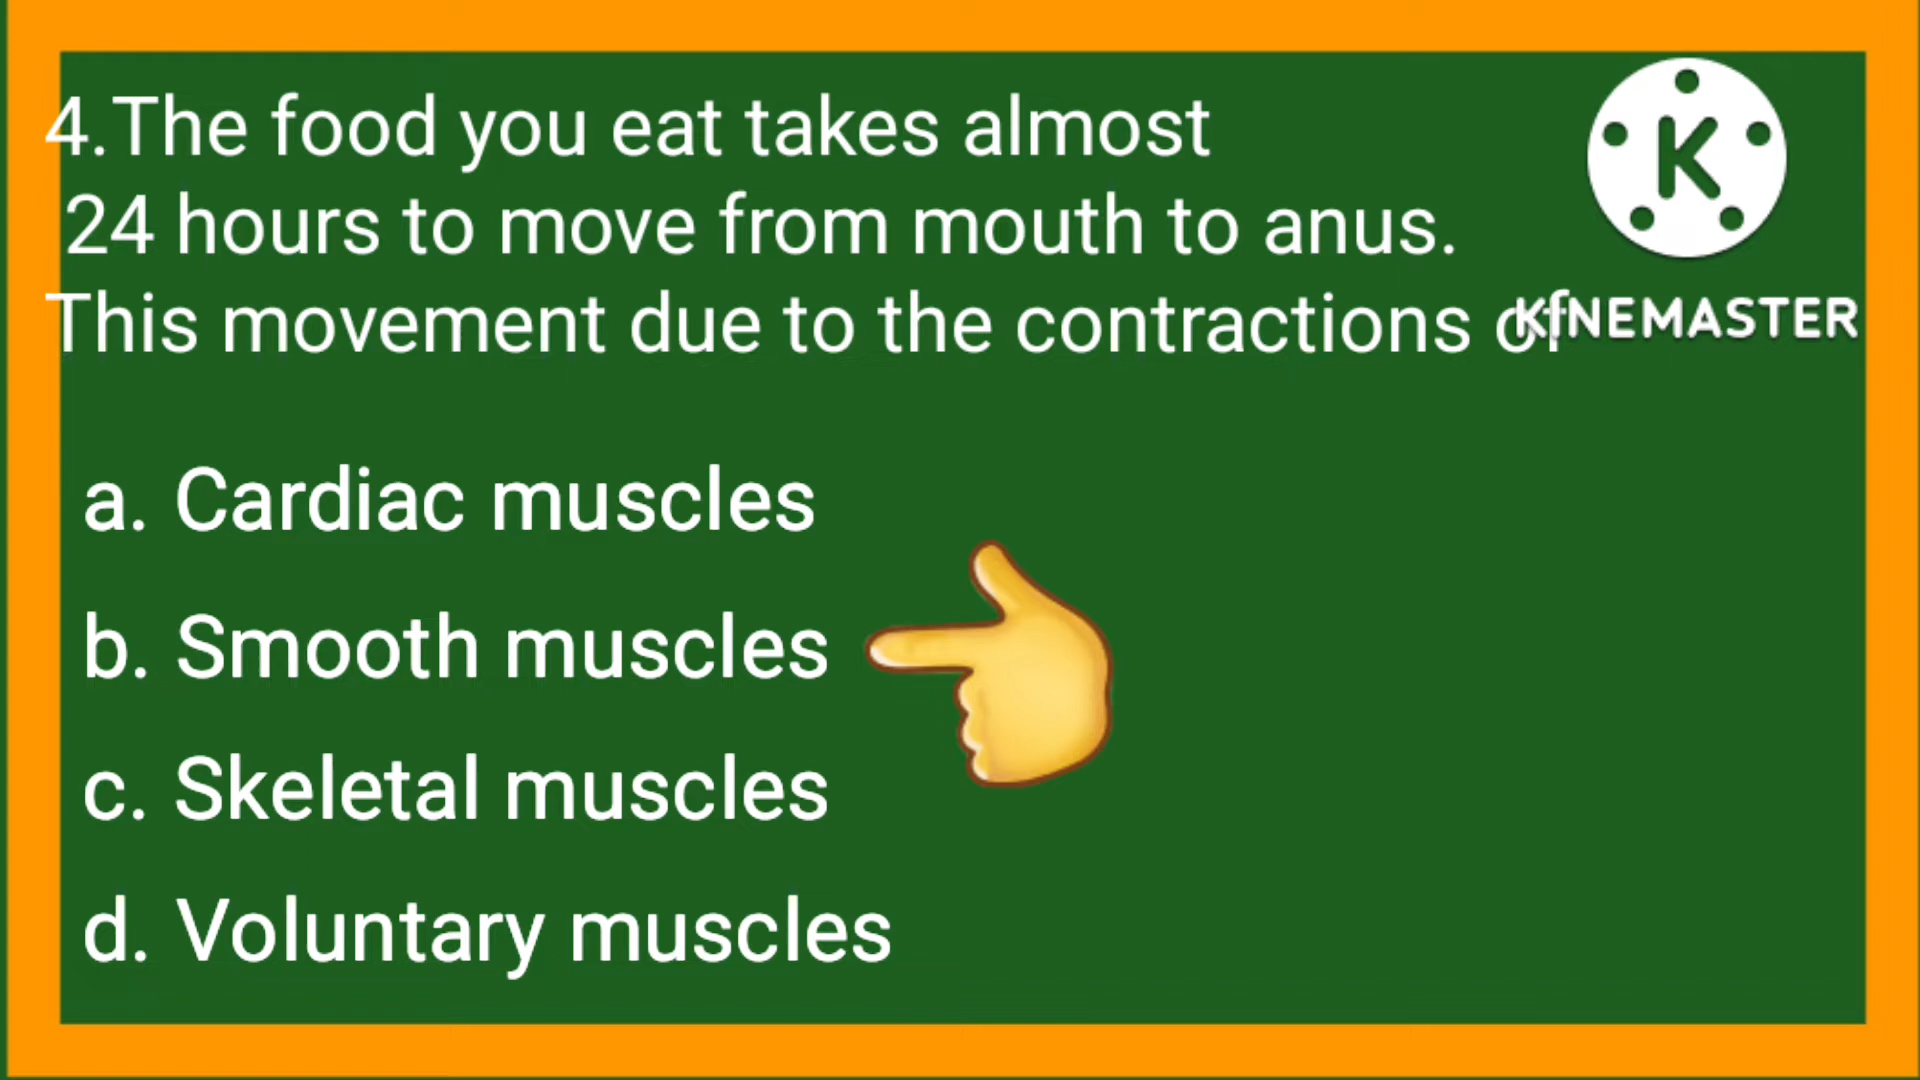 4.The food you eat takes almost
24 hours to move from mouth to anus.
This movement due to the contractions of
KINEMASTER
a. Cardiac muscles
b. Smooth muscles
c. Skeletal muscles
d. Voluntary muscles